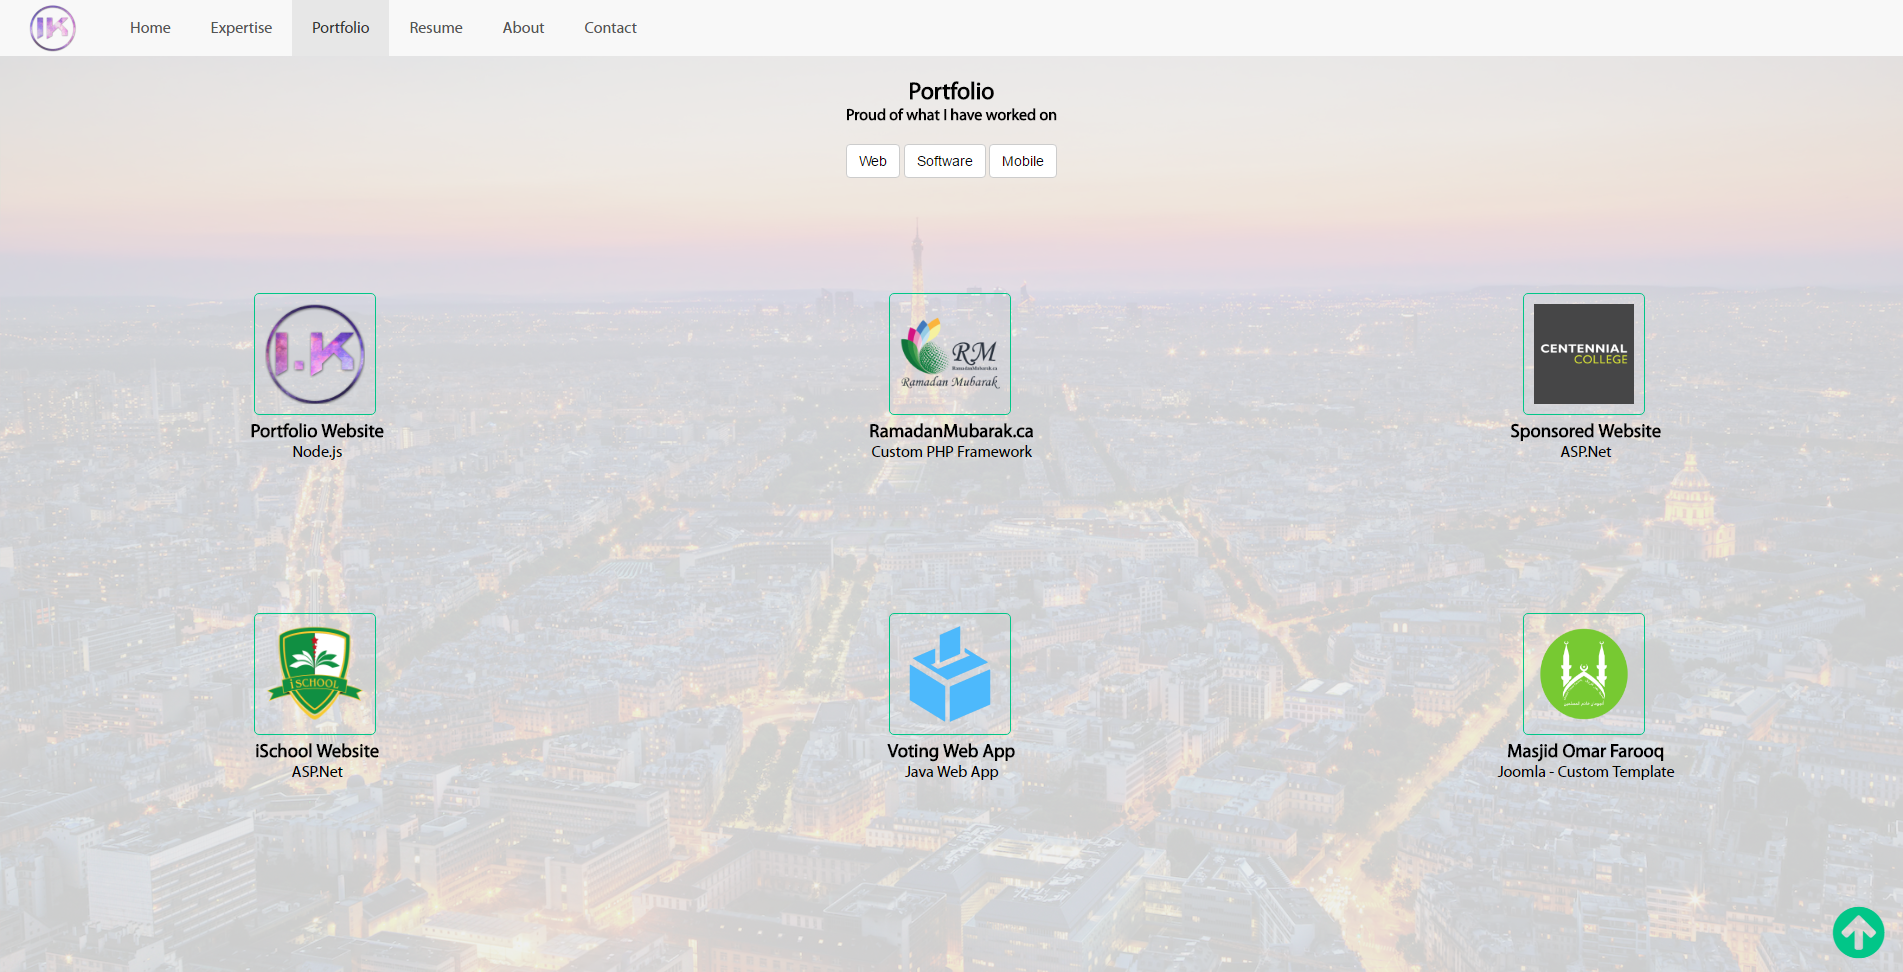 IK
Home
Expertise
Portfolio
Resume
About
Contact
Portfolio
Proud of what I have worked on
Web
Software
Mobile
I.K
Portfolio Website
Node.js
RM
RamadanMubarak.ca
Ramadan Mubarak
RamadanMubarak.ca
Custom PHP Framework
CENTENNIAL
COLLEGE
Sponsored Website
ASP.Net
iSCHOOL
iSchool Website
ASP.Net
Voting Web App
Java Web App
Masjid Omar Farooq
Joomla - Custom Template